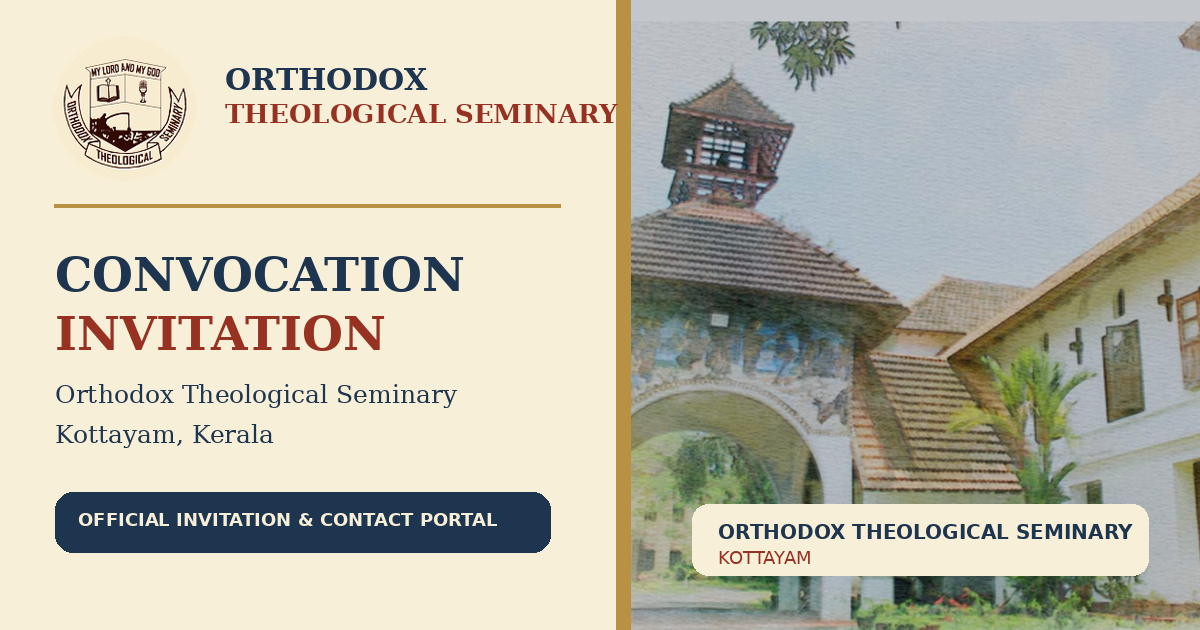 MY LORD AND MY GOD
ORTHODOX
THEOLOGICAL
SEMINARY
ORTHODOX
THEOLOGICAL SEMINARY
CONVOCATION
INVITATION
Orthodox Theological Seminary
Kottayam, Kerala
OFFICIAL INVITATION & CONTACT PORTAL
ORTHODOX THEOLOGICAL SEMINARY
KOTTAYAM